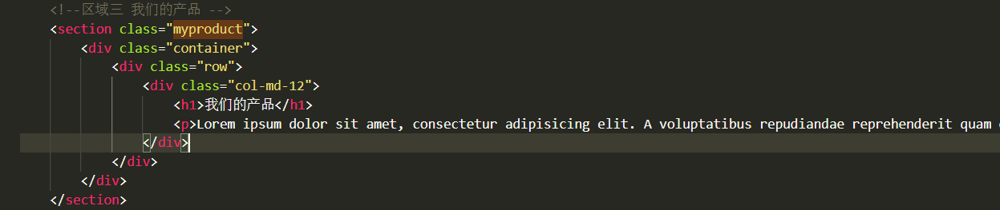 <!--区域三 我们的产品 -->
<section class="myproduct">
<div class="container">
<div class="row">
<div class="col-md-12">
<h1>我们的产品</h1>
<p>Lorem ipsum dolor sit amet, consectetur adipisicing elit. A voluptatibus repudiandae reprehenderit quam
</div>
</div>
</div>
</section>